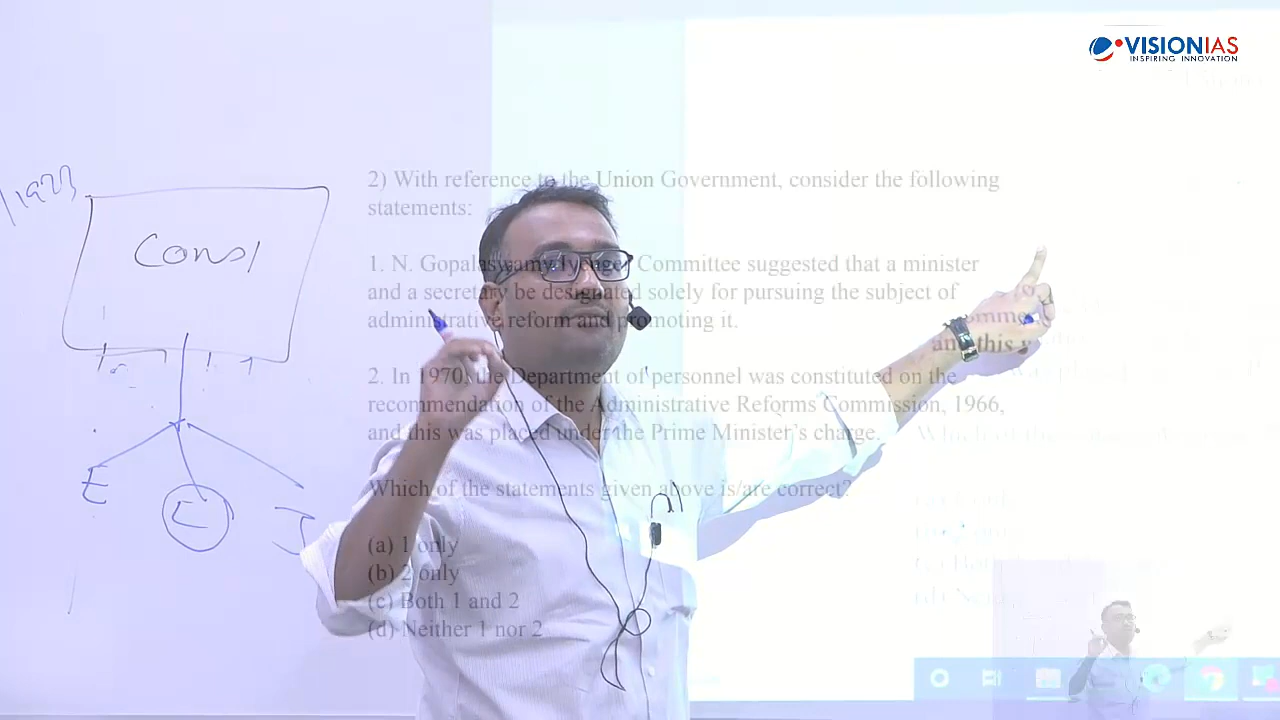 VISIONIAS
INSPIRING INNOVATION
2) With reference to the Union Government, consider the following
statements:
1. N. Gopalaswamy Iyenger Committee suggested that a minister
and a secretary be designated solely for pursuing the subject of
administrative reform and promoting it.
2. In 1970, the Department of personnel was constituted on the
recommendation of the Administrative Reforms Commission, 1966,
and this was placed under the Prime Minister's charge.
Which of the statements given above is/are correct?
(a) 1 only
(b) 2 only
(c) Both 1 and 2
(d) Neither 1 nor 2
Const
E
L
J
and this